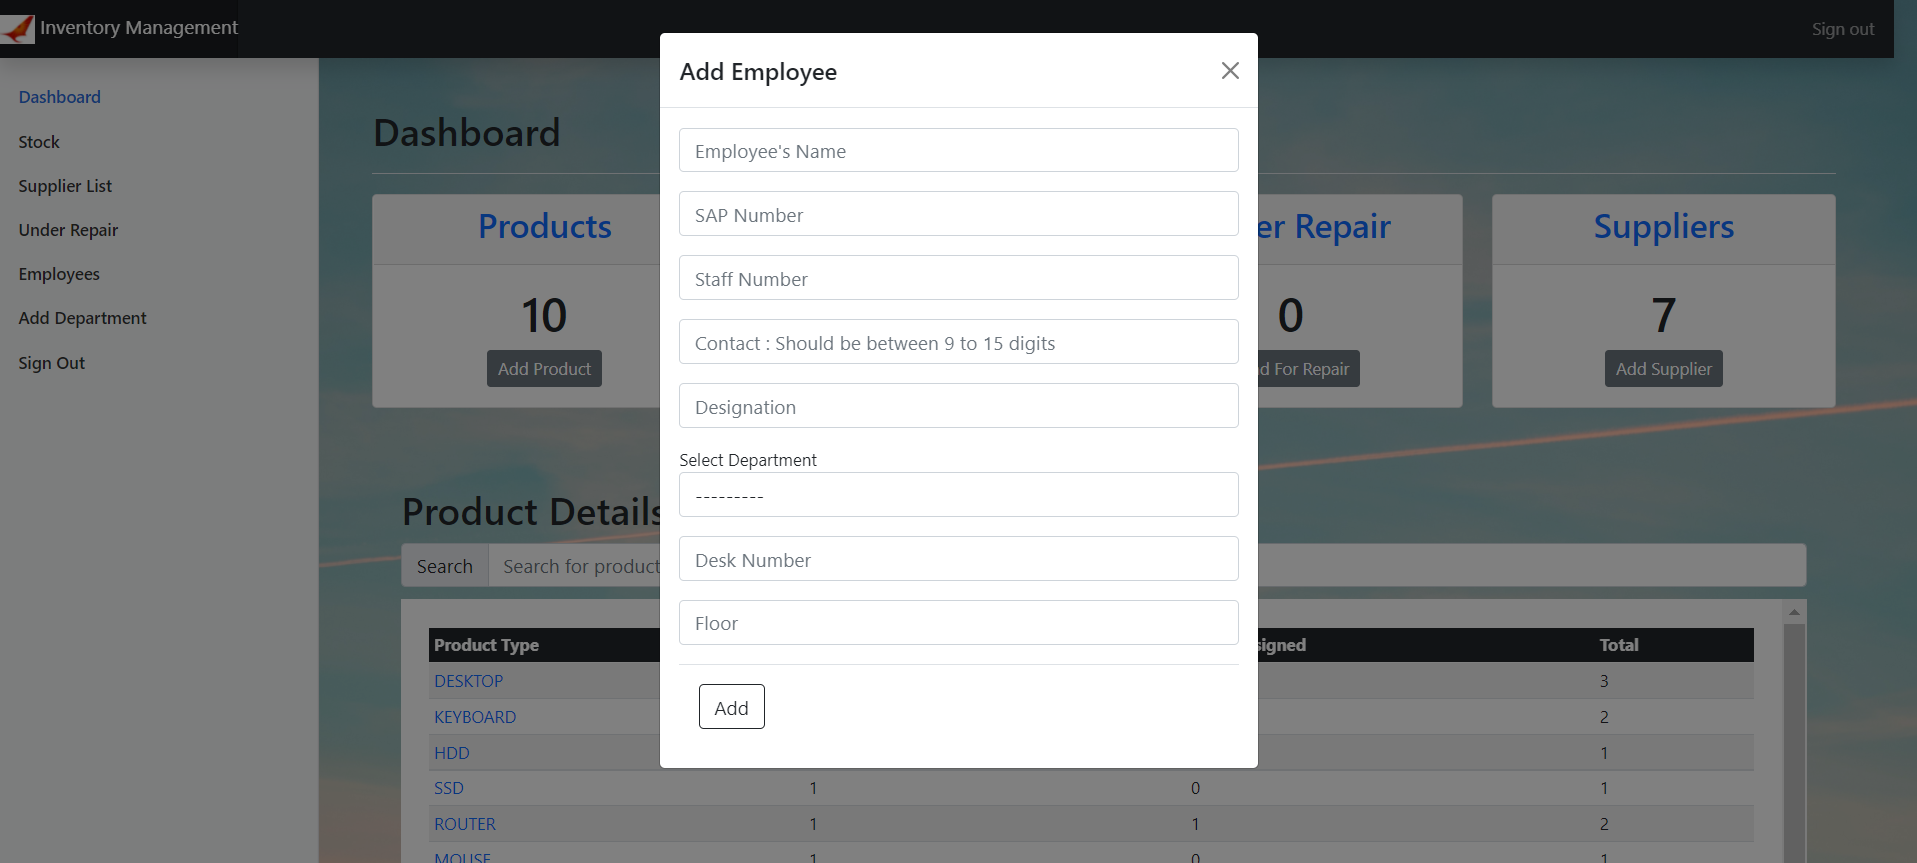 Inventory Management
Sign out
Dashboard
Stock
Supplier List
Under Repair
Employees
Add Department
Sign Out
Dashboard
Products
10
Add Product
er Repair
0
d For Repair
Suppliers
7
Add Supplier
Add Employee
Employee's Name
SAP Number
Staff Number
Contact : Should be between 9 to 15 digits
Designation
Select Department
---------
Desk Number
Floor
Add
Product Details
Search Search for product
Product Type signed Total
DESKTOP 3
KEYBOARD 2
HDD 1
SSD 1 0 1
ROUTER 1 1 2
MOUSE 1 0 1